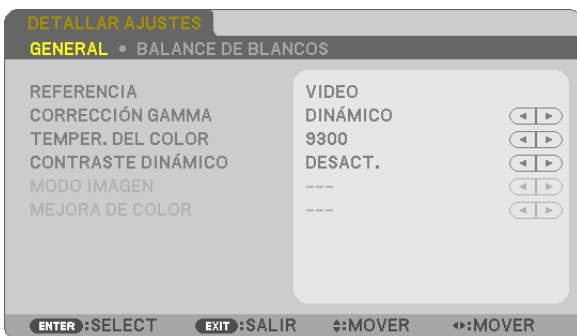 DETALLAR AJUSTES
GENERAL • BALANCE DE BLANCOS
REFERENCIA VIDEO
CORRECCIÓN GAMMA DINÁMICO
TEMPER. DEL COLOR 9300
CONTRASTE DINÁMICO DESACT.
MODO IMAGEN ---
MEJORA DE COLOR ---
ENTER :SELECT EXIT :SALIR :MOVER :MOVER